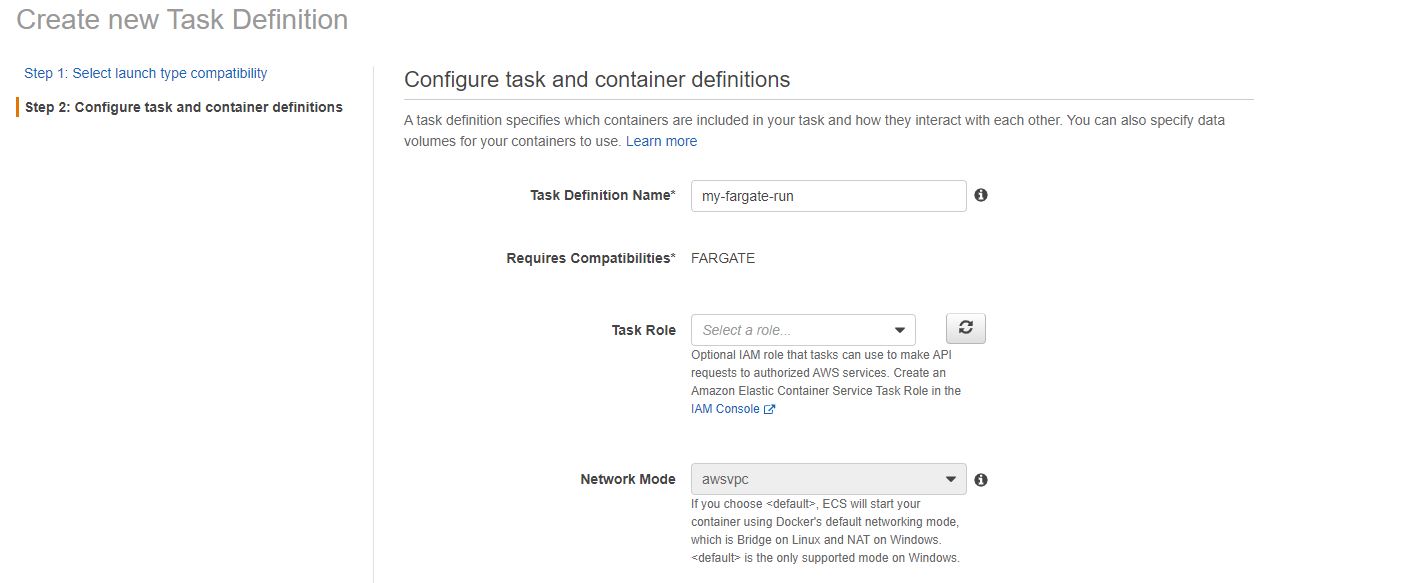 Create new Task Definition
Step 1: Select launch type compatibility
Step 2: Configure task and container definitions
Configure task and container definitions
A task definition specifies which containers are included in your task and how they interact with each other. You can also specify data
volumes for your containers to use. Learn more
Task Definition Name*
my-fargate-run
Requires Compatibilities*
FARGATE
Task Role
Select a role...
Optional IAM role that tasks can use to make API
requests to authorized AWS services. Create an
Amazon Elastic Container Service Task Role in the
IAM Console
Network Mode
awsvpc
If you choose <default>, ECS will start your
container using Docker's default networking mode,
which is Bridge on Linux and NAT on Windows.
<default> is the only supported mode on Windows.